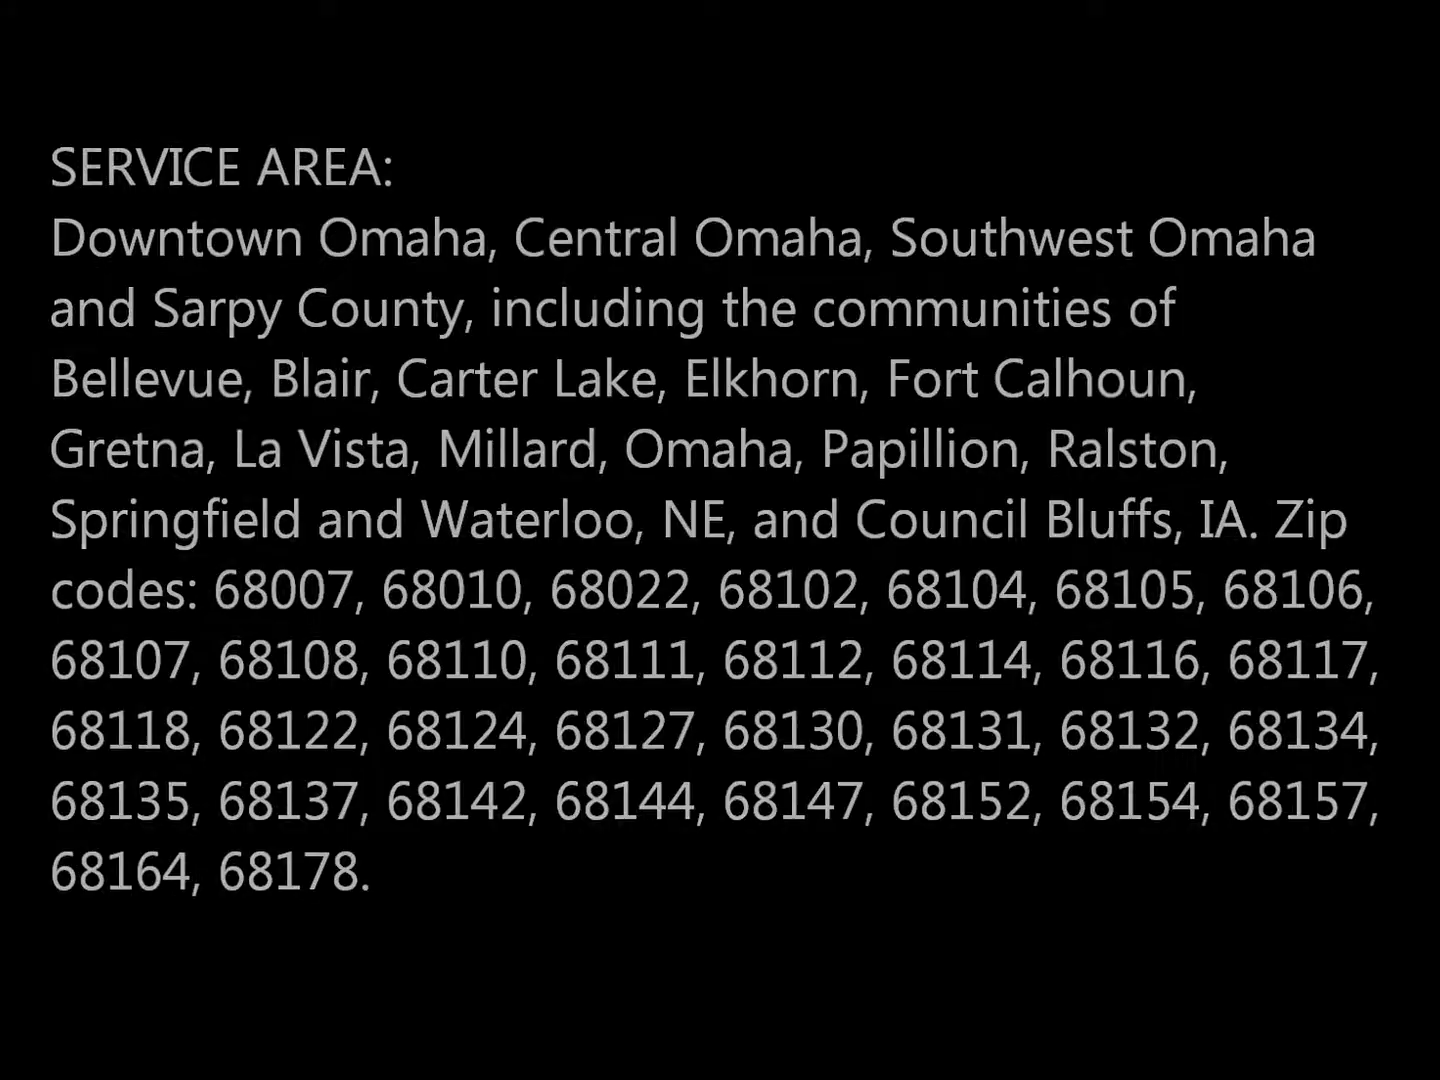 SERVICE AREA:
Downtown Omaha, Central Omaha, Southwest Omaha
and Sarpy County, including the communities of
Bellevue, Blair, Carter Lake, Elkhorn, Fort Calhoun,
Gretna, La Vista, Millard, Omaha, Papillion, Ralston,
Springfield and Waterloo, NE, and Council Bluffs, IA. Zip
codes: 68007, 68010, 68022, 68102, 68104, 68105, 68106,
68107, 68108, 68110, 68111, 68112, 68114, 68116, 68117,
68118, 68122, 68124, 68127, 68130, 68131, 68132, 68134,
68135, 68137, 68142, 68144, 68147, 68152, 68154, 68157,
68164, 68178.